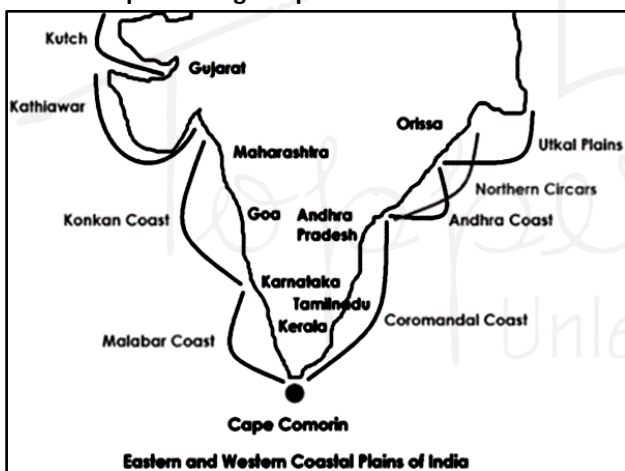 Kutch
Gujarat
Kathiawar
Orissa
Utkal Plains
Maharashtra
Northern Circars
Konkan Coast
Goa
Andhra
Pradesh
Andhra Coast
Karnataka
Tamilnedu
Kerala
Coromandal Coast
Malabar Coast
Cape Comorin
Eastern and Western Coastal Plains of India